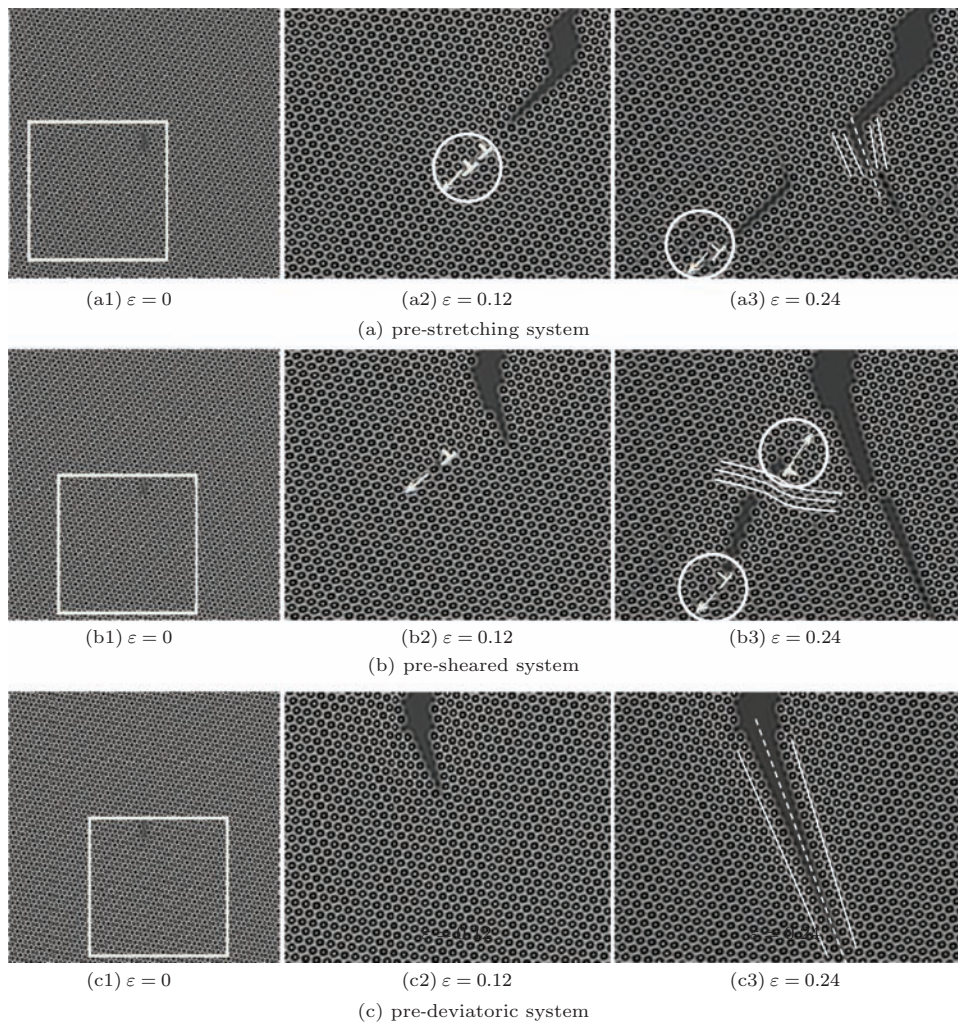 (a1) ε = 0
(a2) ε = 0.12
(a3) ε = 0.24
(a) pre-stretching system
(b1) ε = 0
(b2) ε = 0.12
(b3) ε = 0.24
(b) pre-sheared system
(c1) ε = 0
(c2) ε = 0.12
(c3) ε = 0.24
(c) pre-deviatoric system